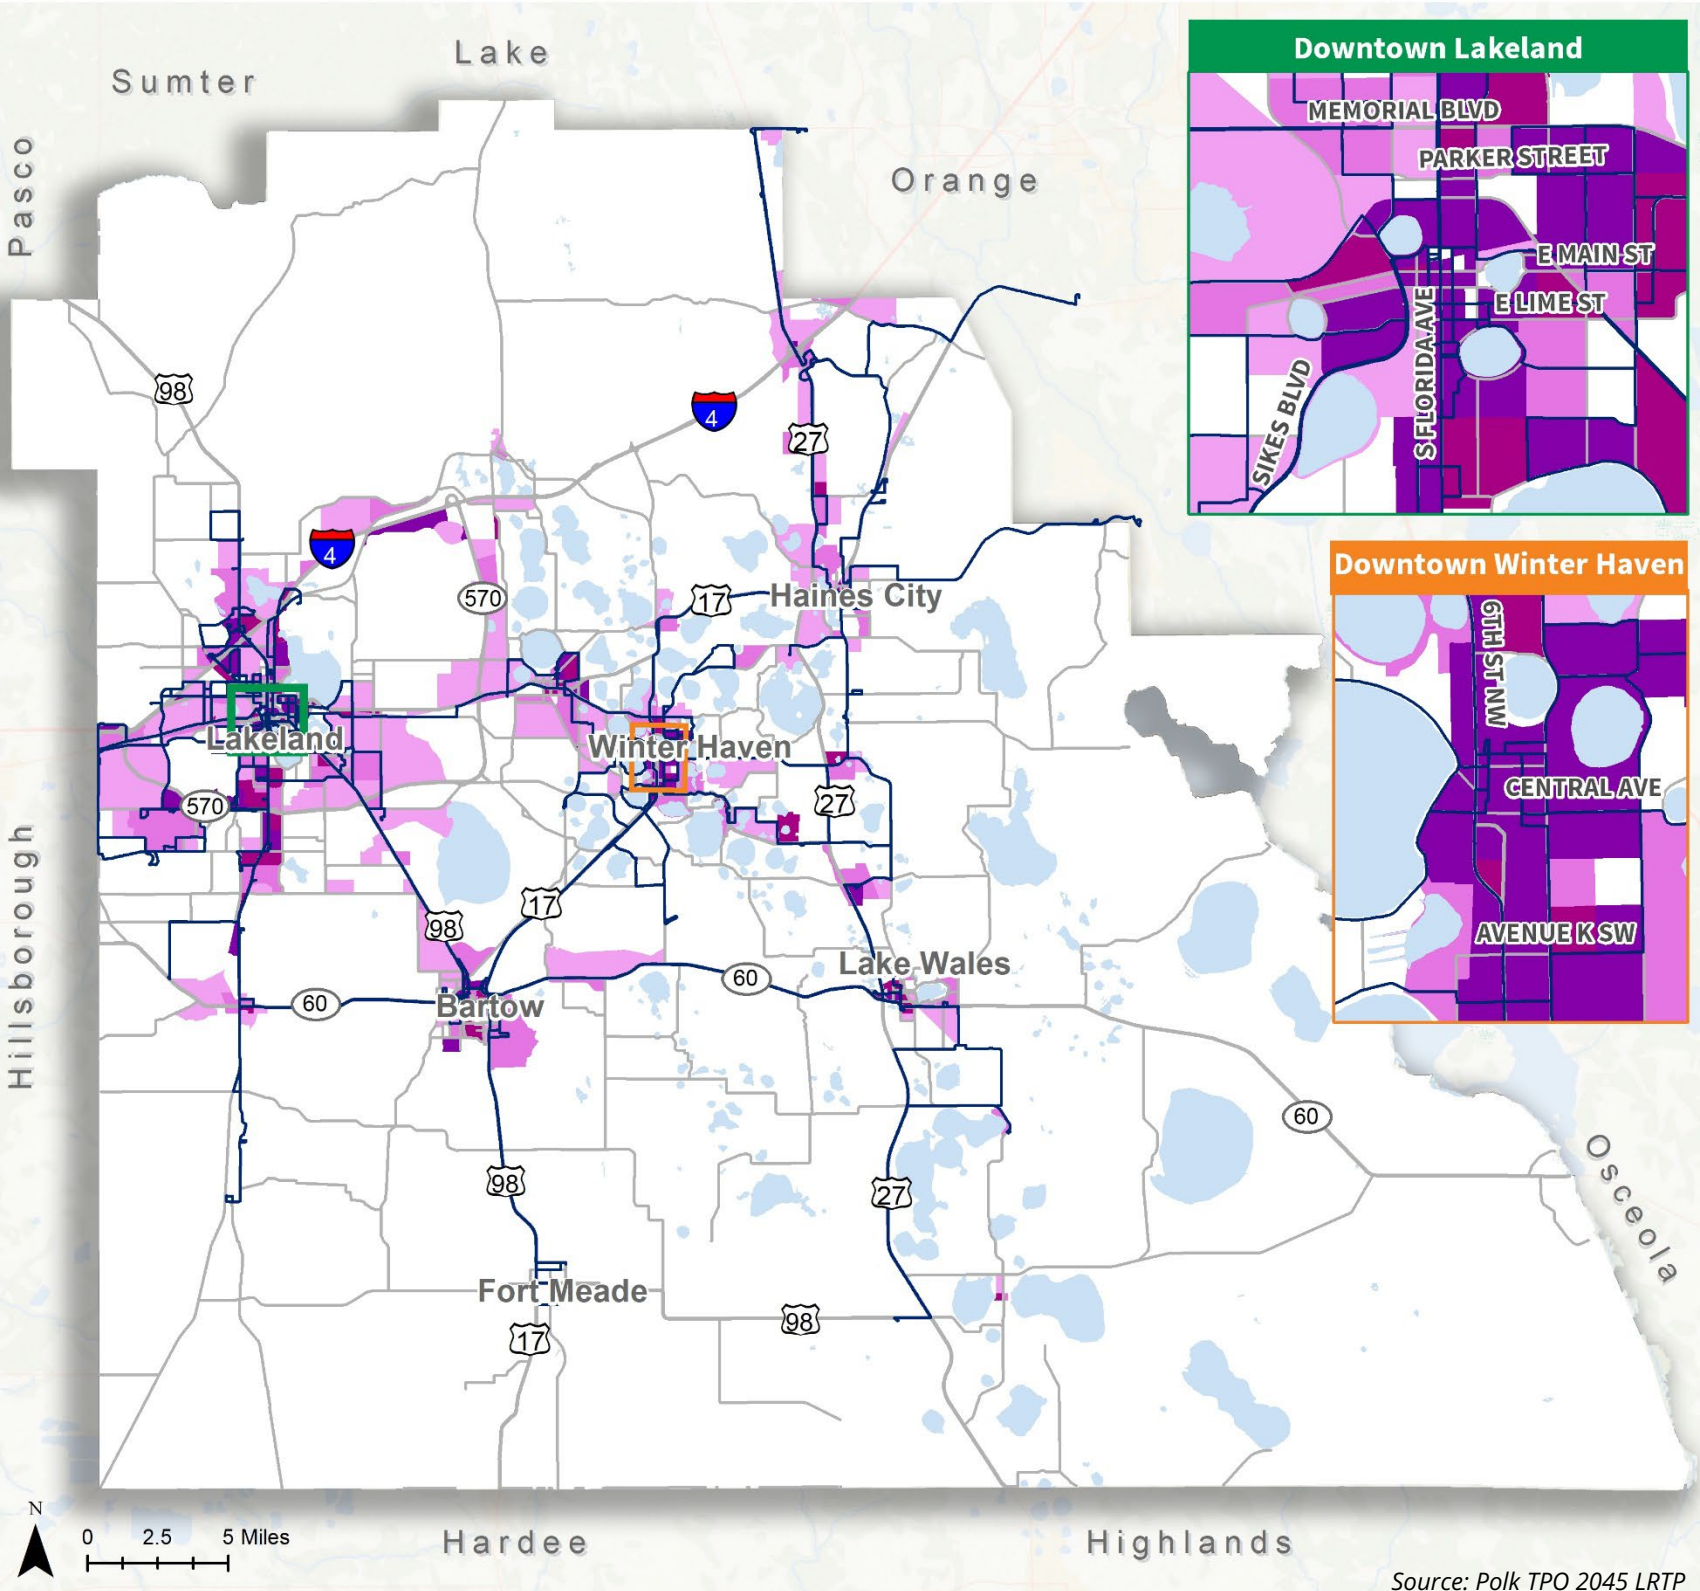 Lake
Sumter
Pasco
Orange
Hillsborough
Osceola
Hardee
Highlands
98
4
27
4
570
17
Haines City
Lakeland
Winter Haven
570
27
17
98
60
Lake Wales
60
Bartow
60
98
27
Fort Meade
98
17
Downtown Lakeland
MEMORIAL BLVD
PARKER STREET
E MAIN ST
E LIME ST
S FLORIDA AVE
SIKES BLVD
Downtown Winter Haven
6TH ST NW
CENTRAL AVE
AVENUE K SW
N
0 2.5 5 Miles
Source: Polk TPO 2045 LRTP